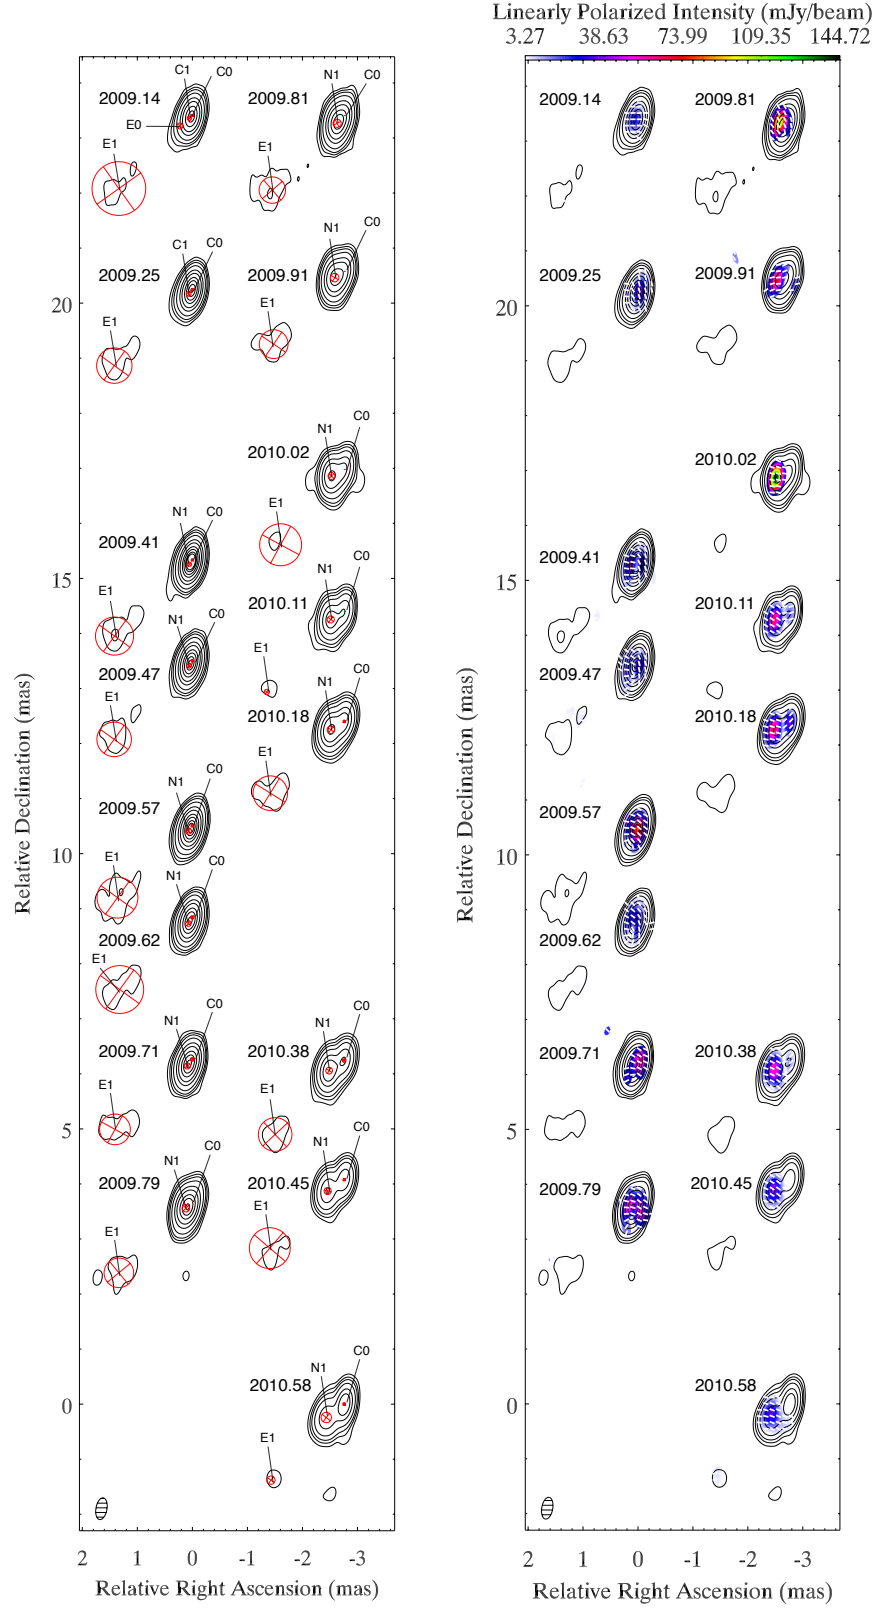 Linearly Polarized Intensity (mJy/beam)
3.27 38.63 73.99 109.35 144.72
C1 C0 N1 C0
2009.14 2009.81 2009.14 2009.81
E0
E1 E1
C1 C0 N1 C0
2009.25 2009.91 2009.25 2009.91
20 20
E1 E1
N1 C0
2010.02 2010.02
E1
N1 C0
2009.41 2009.41
N1 C0
15 15
E1 2010.11 2010.11
N1 C0
2009.47 E1 2009.47
N1 C0
2010.18 2010.18
E1 E1
N1 C0
2009.57 2009.57
10 10
E1
N1 C0
2009.62 2009.62
E1
N1 C0 N1 C0
2009.71 2010.38 2009.71 2010.38
E1 E1
5 5
N1 C0 N1 C0
2009.79 2010.45 2009.79 2010.45
E1 E1
N1 C0
2010.58 2010.58
0 0
E1
2 1 0 -1 -2 -3 2 1 0 -1 -2 -3
Relative Right Ascension (mas) Relative Right Ascension (mas)
Relative Declination (mas)
Relative Declination (mas)